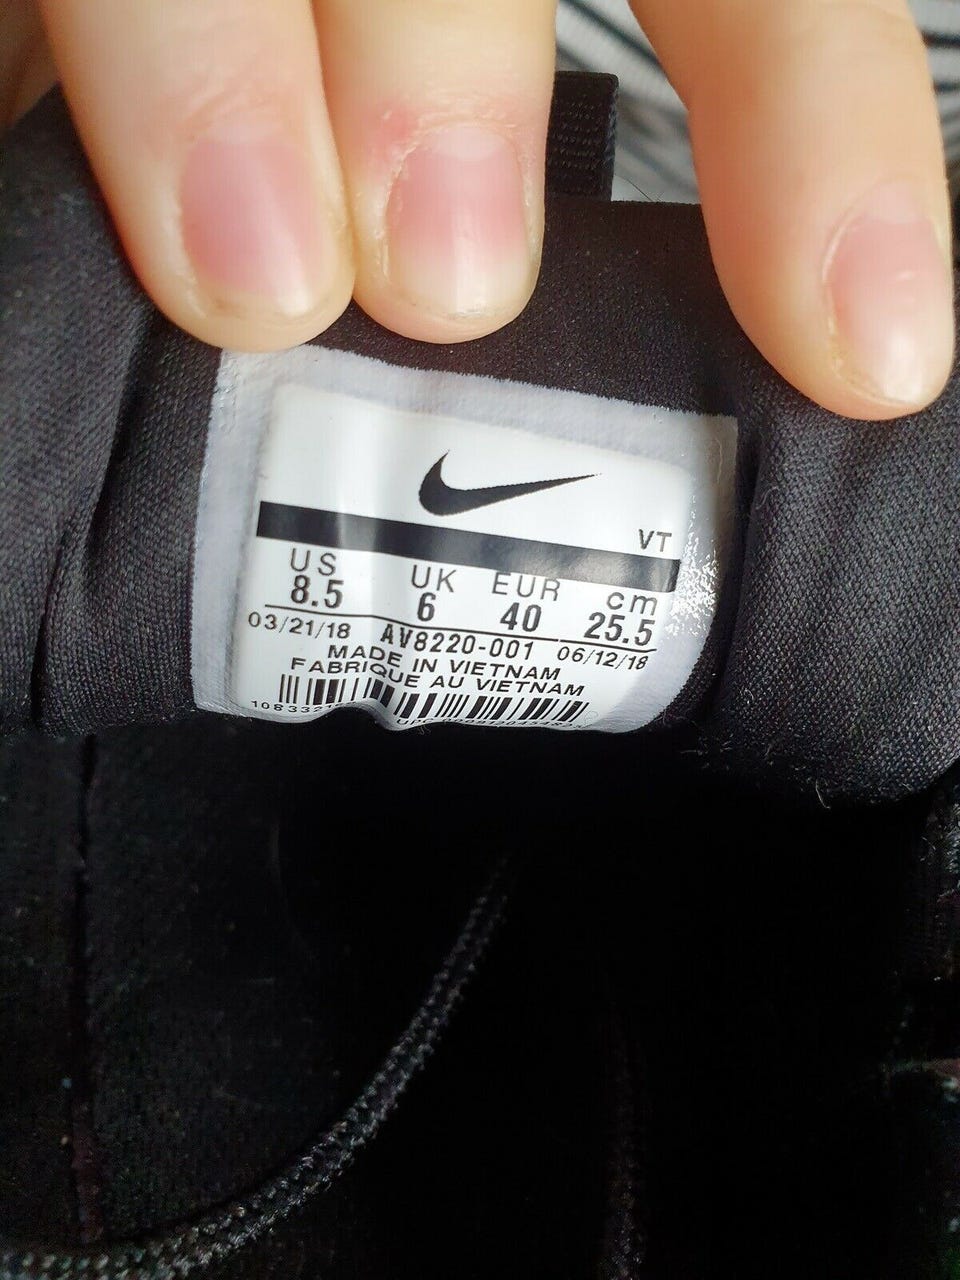 VT
US UK EUR cm
8.5 6 40 25.5
03/21/18 AV8220-001 06/12/18
MADE IN VIETNAM
FABRIQUE AU VIETNAM